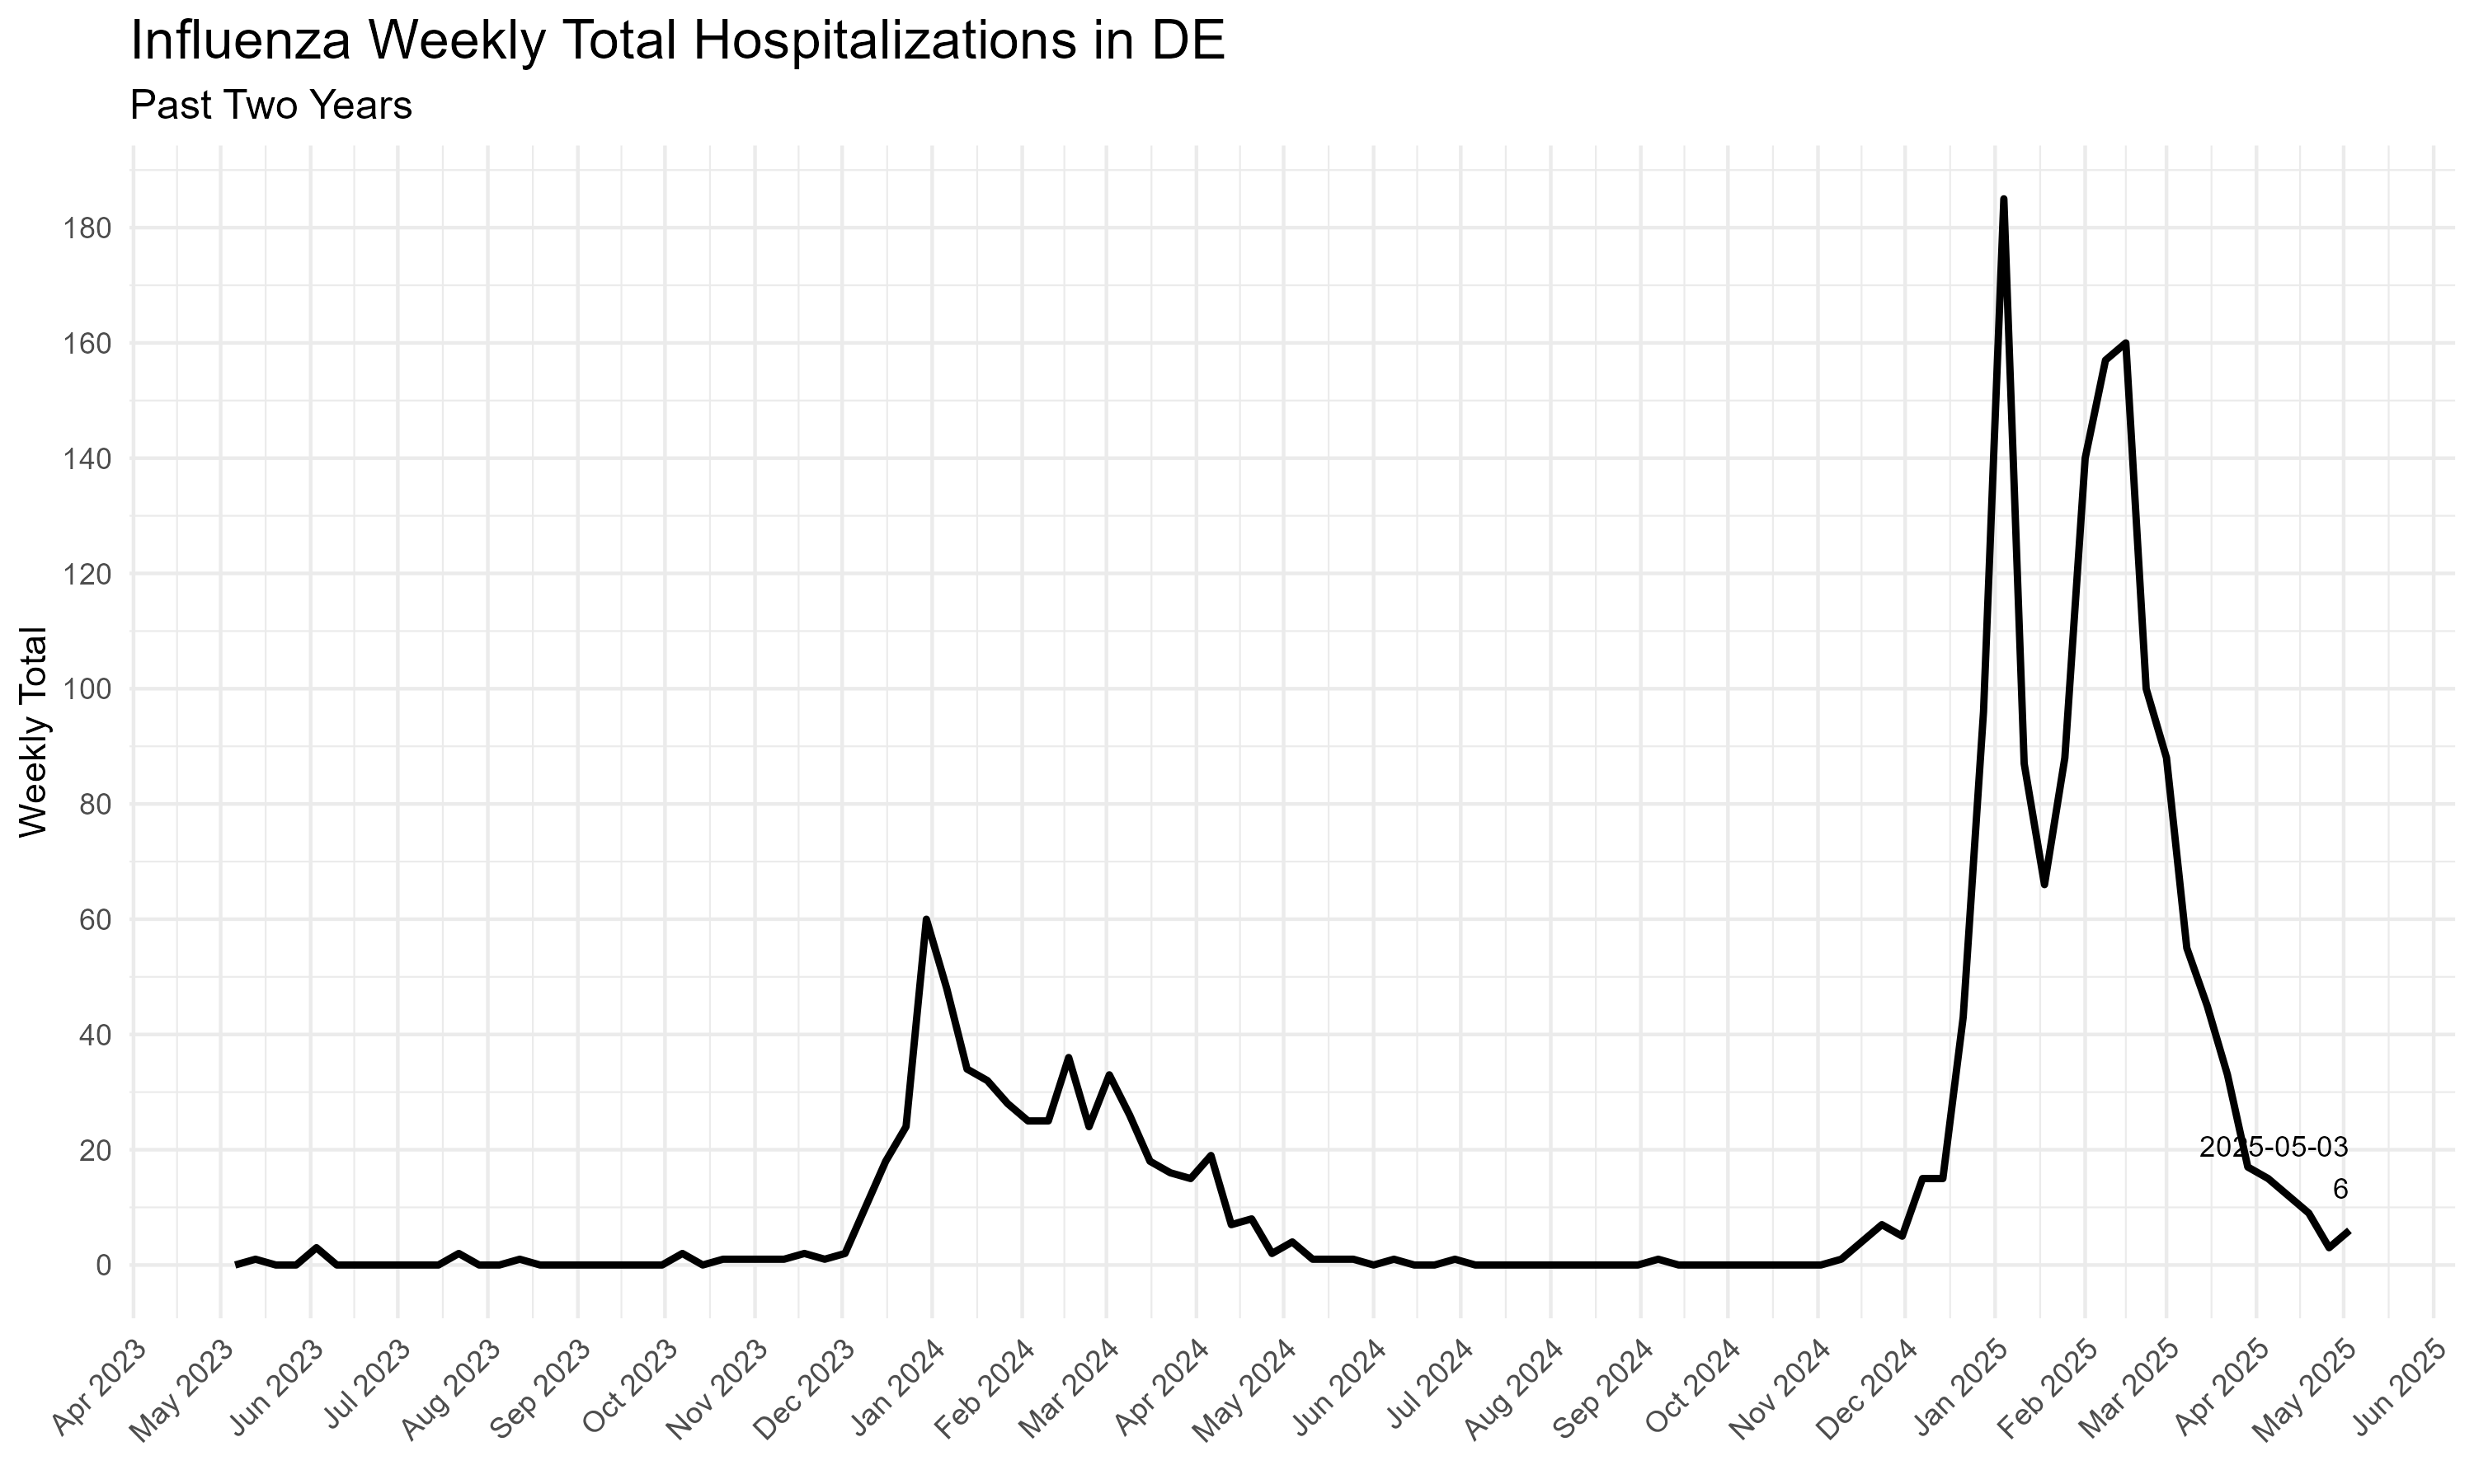 Influenza Weekly Total Hospitalizations in DE
Past Two Years
Weekly Total
180
160
140
120
100
80
60
40
20
0
2025-05-03
6
Apr 2023
May 2023
Jun 2023
Jul 2023
Aug 2023
Sep 2023
Oct 2023
Nov 2023
Dec 2023
Jan 2024
Feb 2024
Mar 2024
Apr 2024
May 2024
Jun 2024
Jul 2024
Aug 2024
Sep 2024
Oct 2024
Nov 2024
Dec 2024
Jan 2025
Feb 2025
Mar 2025
Apr 2025
May 2025
Jun 2025